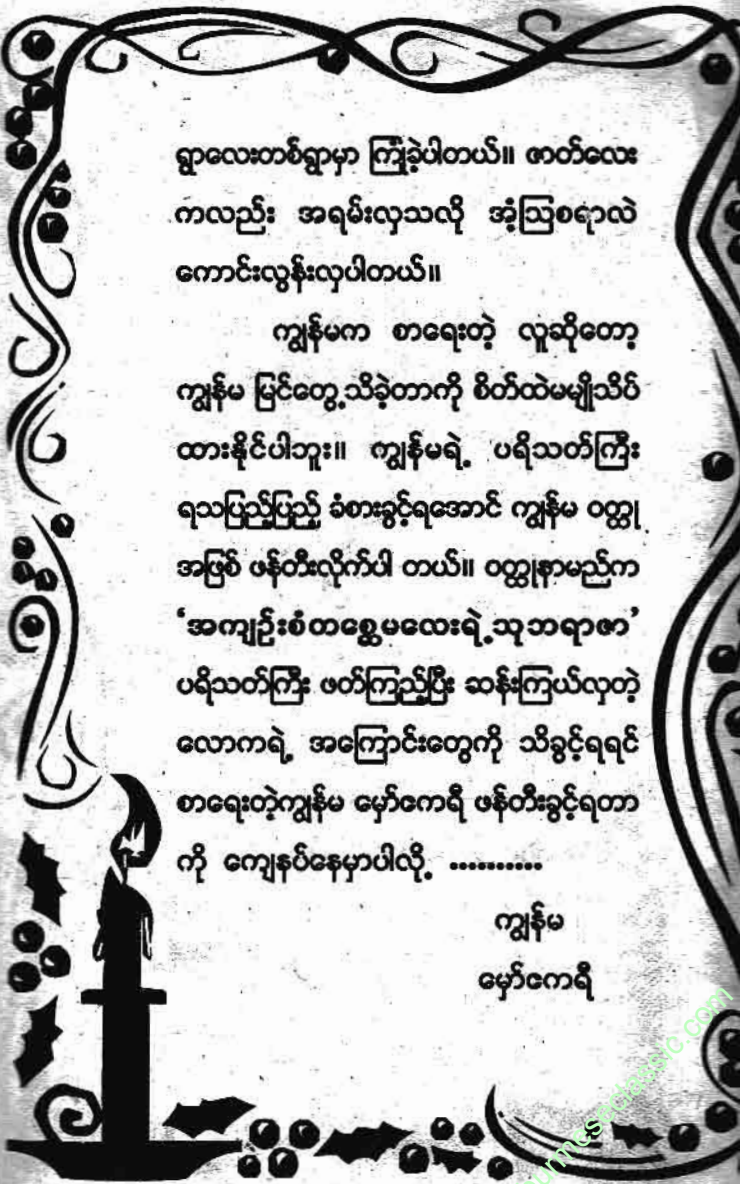 ရွာလေးတစ်ရွာမှာ ကြုံခဲ့ပါတယ်။ ဇာတ်လေး
ကလည်း အရမ်းလှသလို အံ့ဩစရာလဲ
ကောင်းလွန်းလှပါတယ်။
ကျွန်မက စာရေးတဲ့ လူဆိုတော့
ကျွန်မ မြင်တွေ့သိခဲ့တာကို စိတ်ထဲမမျိုသိပ်
ထားနိုင်ပါဘူး။ ကျွန်မရဲ့ ပရိသတ်ကြီး
ရသပြည့်ပြည့် ခံစားခွင့်ရအောင် ကျွန်မ ဝတ္ထု
အဖြစ် ဖန်တီးလိုက်ပါ တယ်။ ဝတ္ထုနာမည်က
‘အကျဉ်းစံတစ္ဆေမလေးရဲ့သုဘရာဇာ’
ပရိသတ်ကြီး ဖတ်ကြည့်ပြီး ဆန်းကြယ်လှတဲ့
လောကရဲ့ အကြောင်းတွေကို သိခွင့်ရရင်
စာရေးတဲ့ကျွန်မ မှော်ဧကရီ ဖန်တီးခွင့်ရတာ
ကို ကျေနပ်နေမှာပါလို့ ..........
ကျွန်မ
မှော်ဧကရီ
burmeseclassic.com